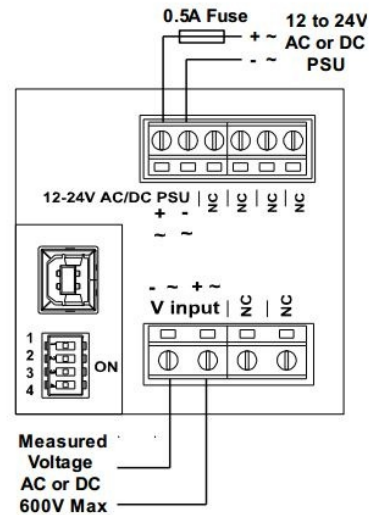 0.5A Fuse
+ ~
- ~
12 to 24V
AC or DC
PSU
12-24V AC/DC PSU | NC | NC | NC | NC
+ -
~ ~
- ~ + ~
V input | NC | NC
1
2
3
4
ON
Measured
Voltage
AC or DC
600V Max